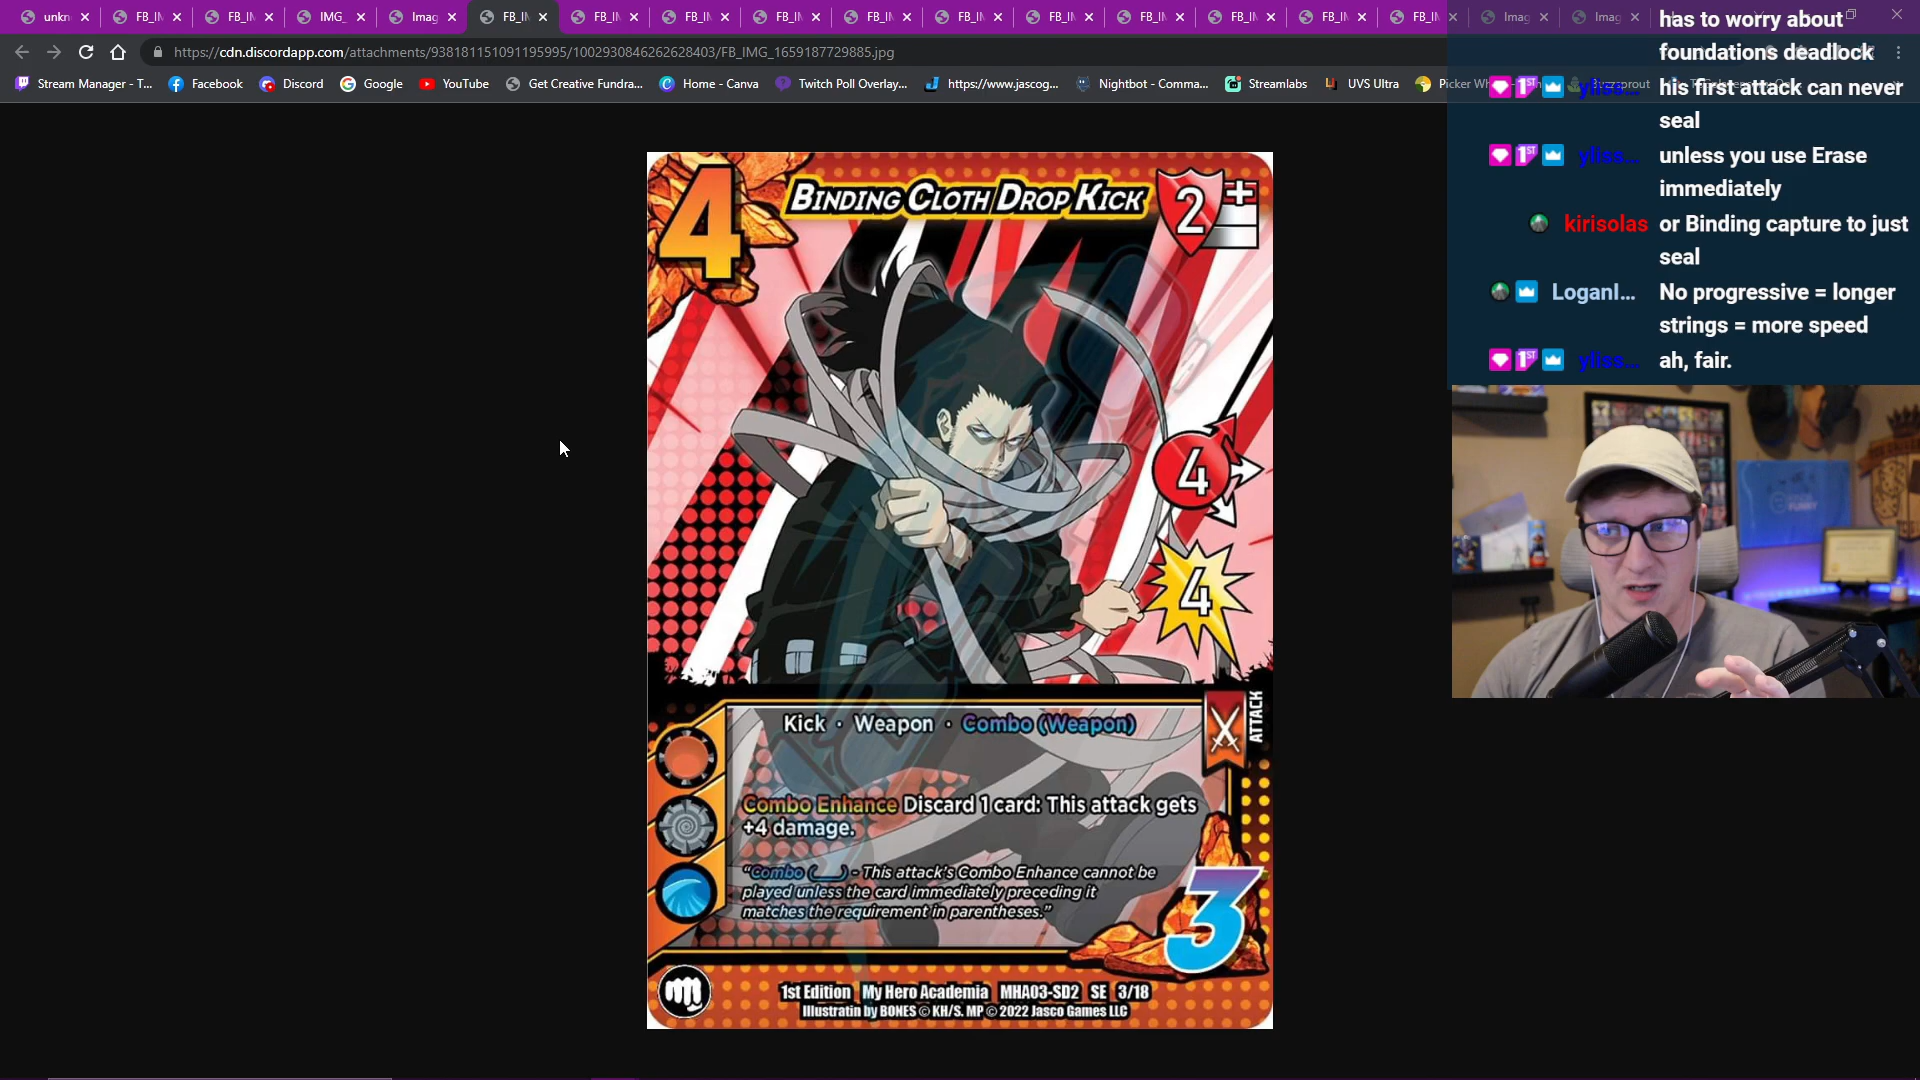 unkn
FB_IN
FB_IN
IMG_
Imag
FB_IN
FB_IN
FB_IN
FB_IN
FB_IN
FB_IN
FB_IN
FB_IN
FB_IN
FB_IN
FB_IN
Imag
Imag
https://cdn.discordapp.com/attachments/938181151091195995/1002930846262628403/FB_IMG_1659187729885.jpg
Stream Manager - T...
Facebook
Discord
Google
YouTube
Get Creative Fundra...
Home - Canva
Twitch Poll Overlay...
https://www.jascog...
Nightbot - Comma...
Streamlabs
UVS Ultra
Picker Wh
has to worry about
foundations deadlock
yliss... his first attack can never
seal
yliss... unless you use Erase
immediately
kirisolas or Binding capture to just
seal
LoganI... No progressive = longer
strings = more speed
yliss... ah, fair.
4
Binding Cloth Drop Kick
2 +
4
4
Kick · Weapon · Combo (Weapon)
ATTACK
Combo Enhance Discard 1 card: This attack gets
+4 damage.
"Combo (___) - This attack's Combo Enhance cannot be
played unless the card immediately preceding it
matches the requirement in parentheses."
3
1st Edition My Hero Academia MHA03-SD2 SE 3/18
Illustratin by BONES © KH/S. MP © 2022 Jasco Games LLC